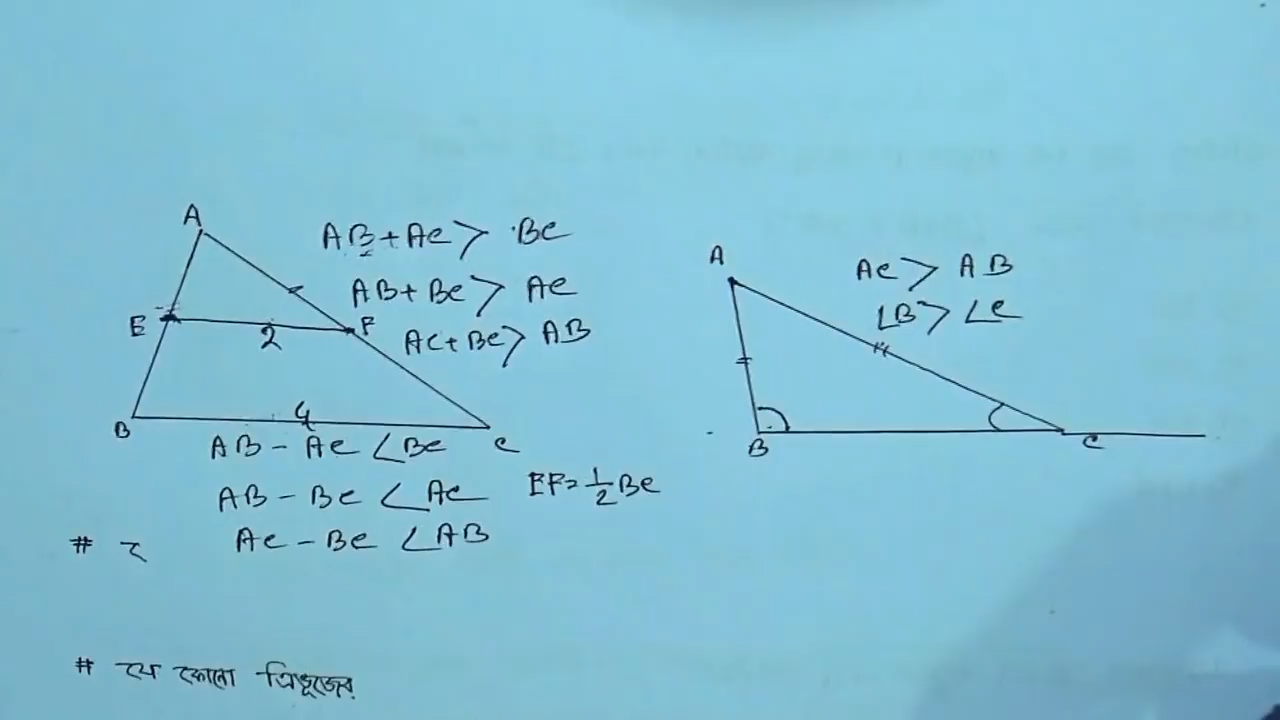 A
AB + AC > BC
AB + BC > AC
E
F
2
AC + BC > AB
B
4
C
AB - AC < BC
AB - BC < AC
EF = 1/2 BC
# ২
AC - BC < AB
# যে কোনো ত্রিভুজের
A
AC > AB
∠B > ∠C
B
C